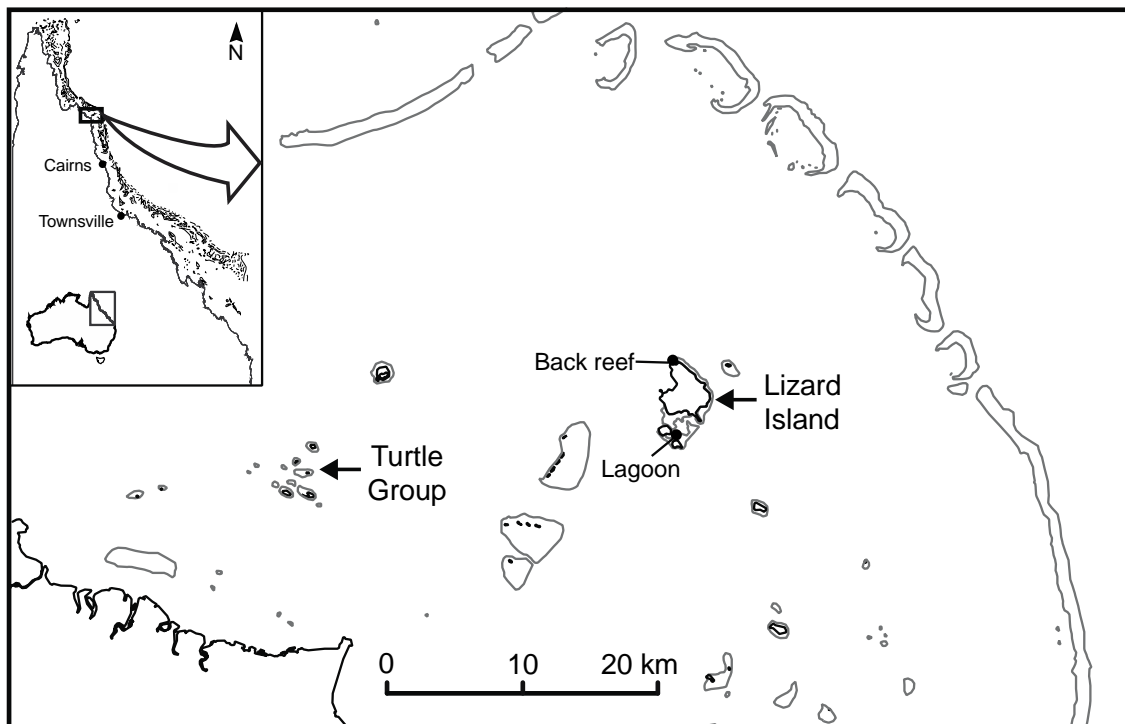 N
Cairns
Townsville
Back reef
Lizard
Island
Lagoon
Turtle
Group
0 10 20 km